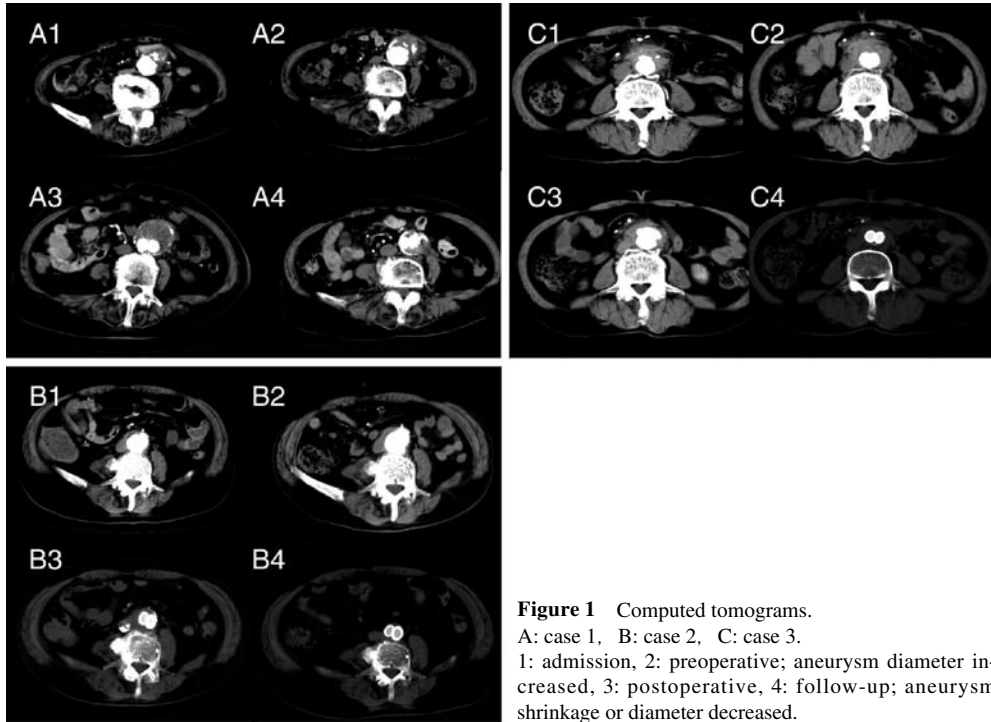 A1 A2
A3 A4
C1 C2
C3 C4
B1 B2
B3 B4
Figure 1 Computed tomograms.
A: case 1, B: case 2, C: case 3.
1: admission, 2: preoperative; aneurysm diameter in-
creased, 3: postoperative, 4: follow-up; aneurysm
shrinkage or diameter decreased.